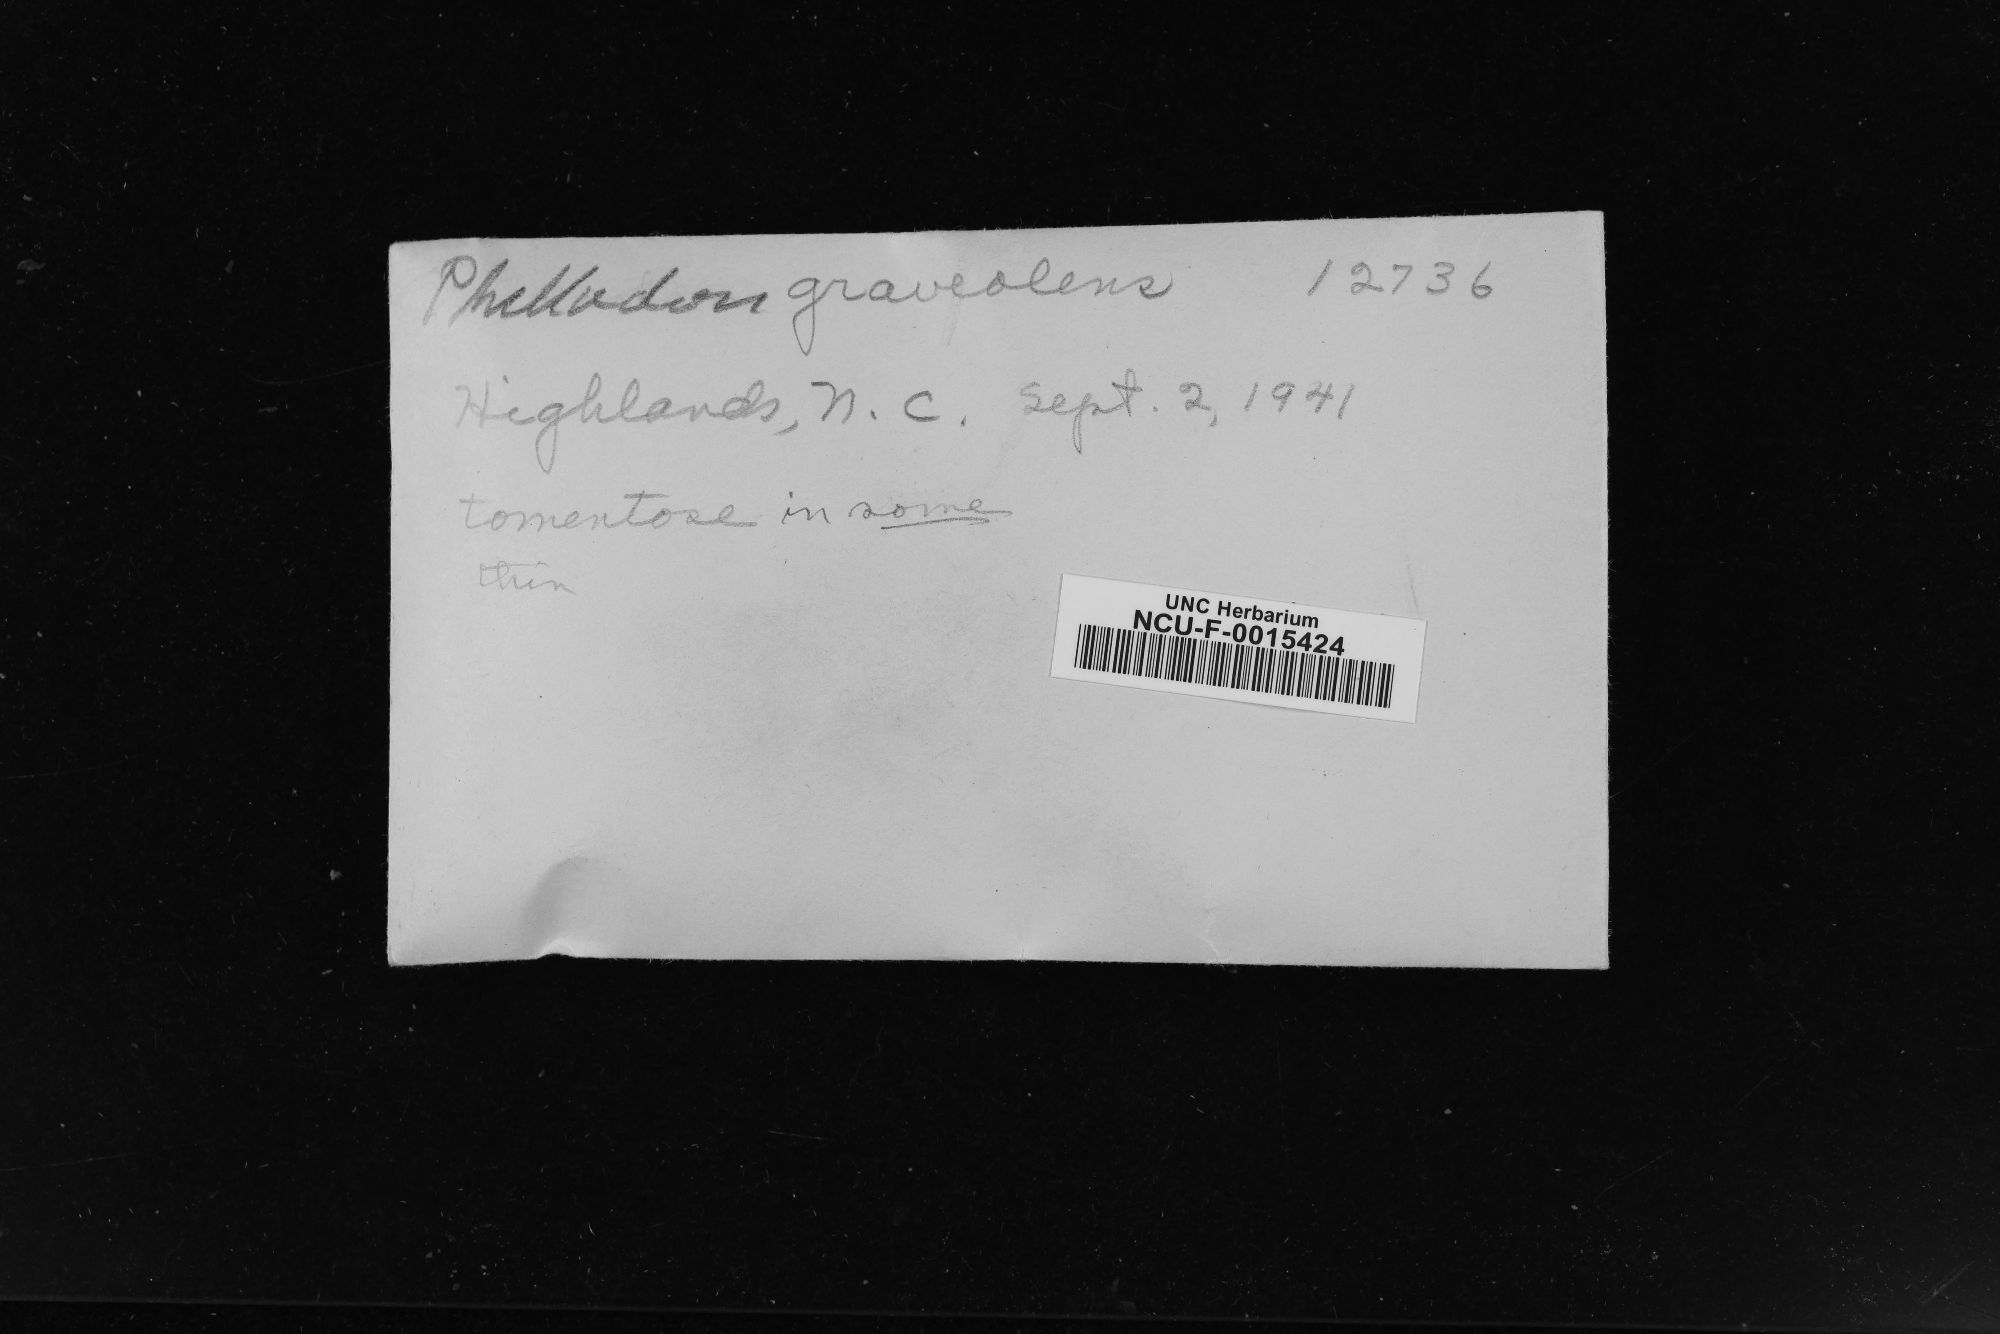 Phellodon graveolens 12736
Highlands, N. C. Sept. 2, 1941
tomentose in some
thin
UNC Herbarium
NCU-F-0015424